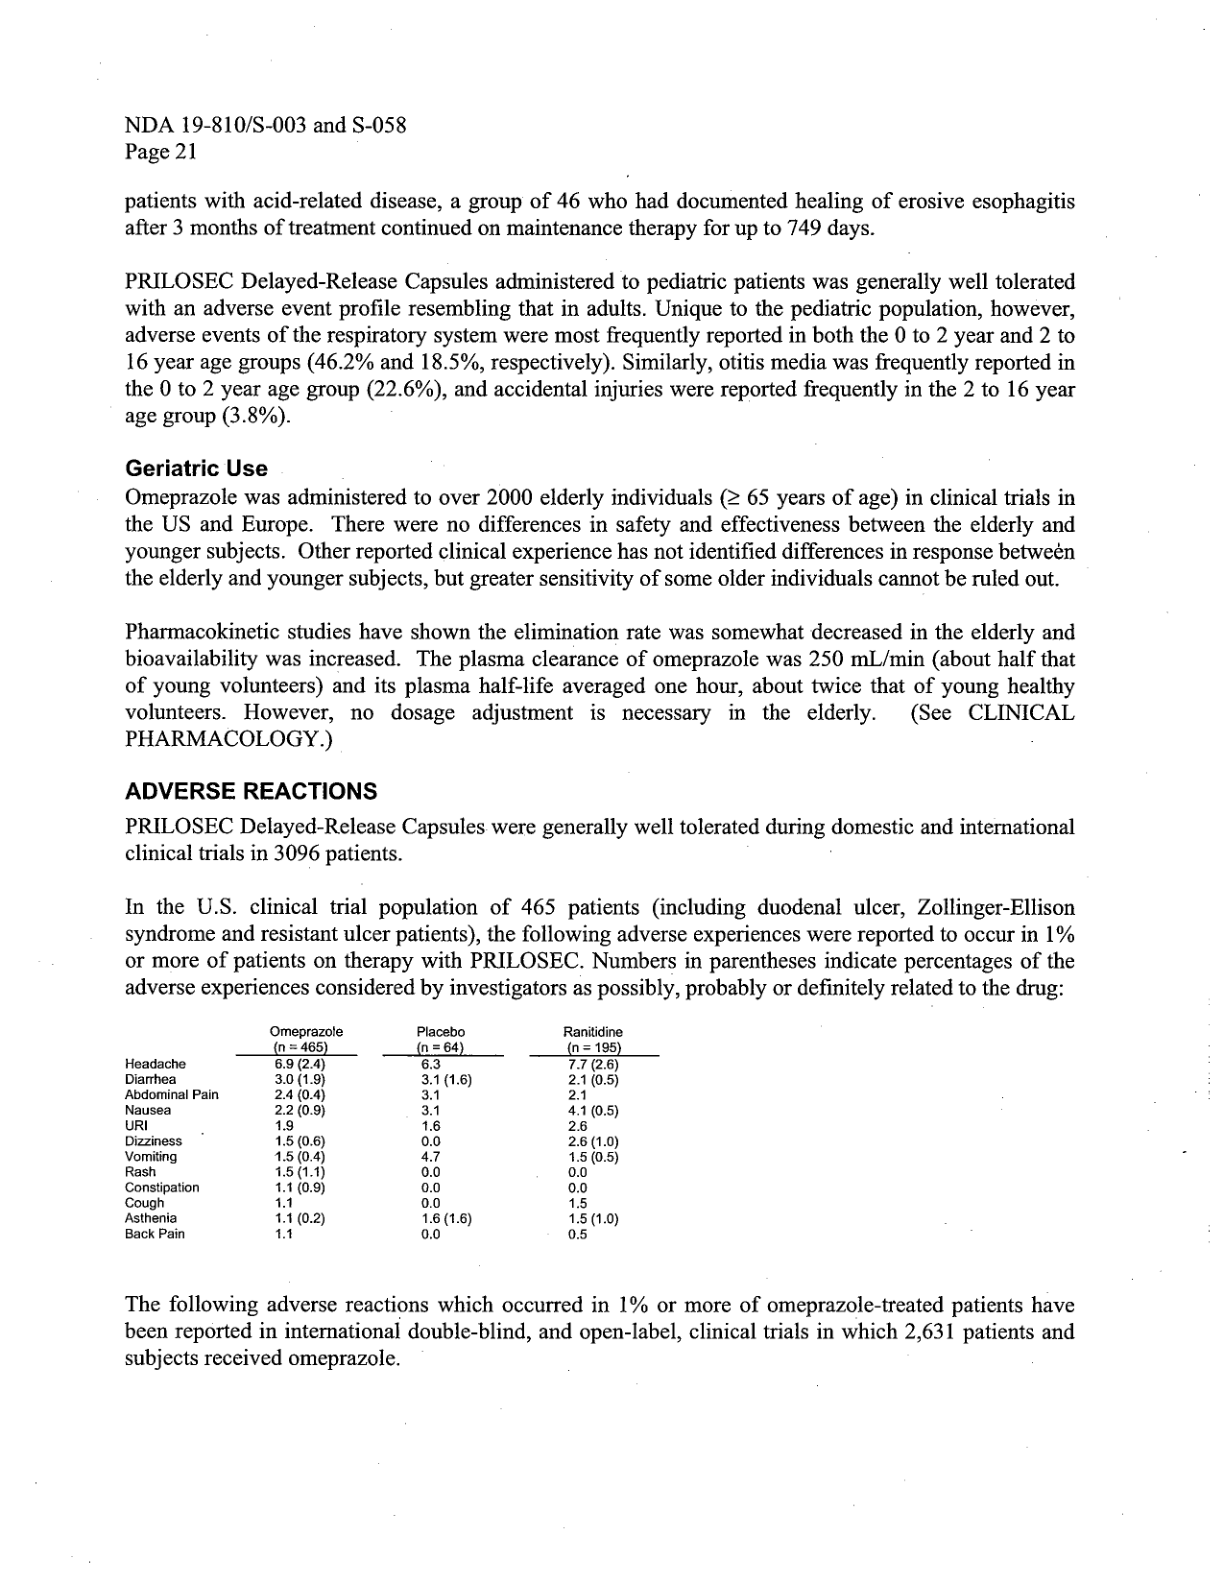 NDA 19-810/S-003 and S-058
Page 21
patients with acid-related disease, a group of 46 who had documented healing of erosive esophagitis
after 3 months of treatment continued on maintenance therapy for up to 749 days.
PRILOSEC Delayed-Release Capsules administered to pediatric patients was generally well tolerated
with an adverse event profile resembling that in adults. Unique to the pediatric population, however,
adverse events of the respiratory system were most frequently reported in both the 0 to 2 year and 2 to
16 year age groups (46.2% and 18.5%, respectively). Similarly, otitis media was frequently reported in
the 0 to 2 year age group (22.6%), and accidental injuries were reported frequently in the 2 to 16 year
age group (3.8%).
Geriatric Use
Omeprazole was administered to over 2000 elderly individuals (≥ 65 years of age) in clinical trials in
the US and Europe. There were no differences in safety and effectiveness between the elderly and
younger subjects. Other reported clinical experience has not identified differences in response between
the elderly and younger subjects, but greater sensitivity of some older individuals cannot be ruled out.
Pharmacokinetic studies have shown the elimination rate was somewhat decreased in the elderly and
bioavailability was increased. The plasma clearance of omeprazole was 250 mL/min (about half that
of young volunteers) and its plasma half-life averaged one hour, about twice that of young healthy
volunteers. However, no dosage adjustment is necessary in the elderly. (See CLINICAL
PHARMACOLOGY.)
ADVERSE REACTIONS
PRILOSEC Delayed-Release Capsules were generally well tolerated during domestic and international
clinical trials in 3096 patients.
In the U.S. clinical trial population of 465 patients (including duodenal ulcer, Zollinger-Ellison
syndrome and resistant ulcer patients), the following adverse experiences were reported to occur in 1%
or more of patients on therapy with PRILOSEC. Numbers in parentheses indicate percentages of the
adverse experiences considered by investigators as possibly, probably or definitely related to the drug:
Omeprazole Placebo Ranitidine
(n = 465) (n = 64) (n = 195)
Headache 6.9 (2.4) 6.3 7.7 (2.6)
Diarrhea 3.0 (1.9) 3.1 (1.6) 2.1 (0.5)
Abdominal Pain 2.4 (0.4) 3.1 2.1
Nausea 2.2 (0.9) 3.1 4.1 (0.5)
URI 1.9 1.6 2.6
Dizziness 1.5 (0.6) 0.0 2.6 (1.0)
Vomiting 1.5 (0.4) 4.7 1.5 (0.5)
Rash 1.5 (1.1) 0.0 0.0
Constipation 1.1 (0.9) 0.0 0.0
Cough 1.1 0.0 1.5
Asthenia 1.1 (0.2) 1.6 (1.6) 1.5 (1.0)
Back Pain 1.1 0.0 0.5
The following adverse reactions which occurred in 1% or more of omeprazole-treated patients have
been reported in international double-blind, and open-label, clinical trials in which 2,631 patients and
subjects received omeprazole.